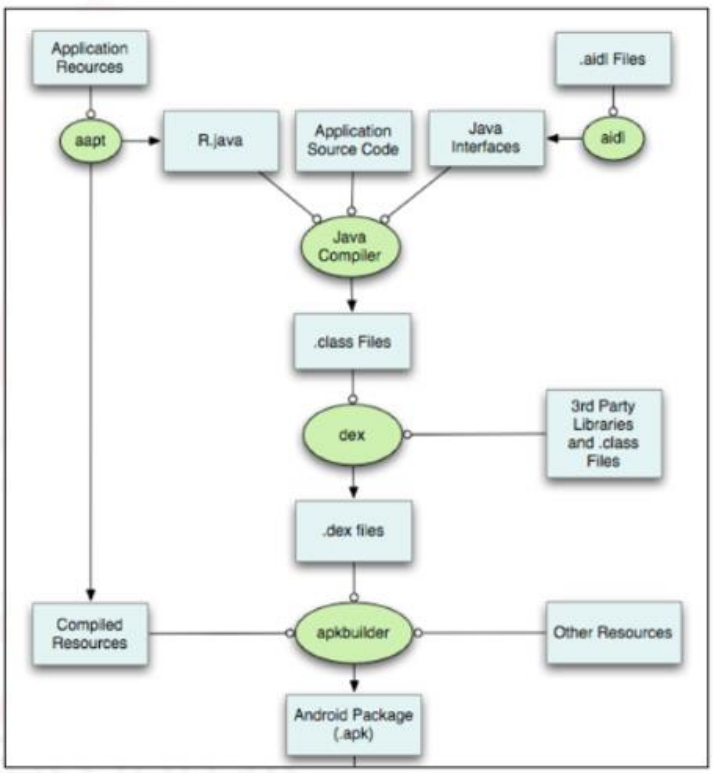 Application
Reources
.aidl Files
aapt
R.java
Application
Source Code
Java
Interfaces
aidl
Java
Compiler
.class Files
dex
3rd Party
Libraries
and .class
Files
.dex files
Compiled
Resources
apkbuilder
Other Resources
Android Package
(.apk)